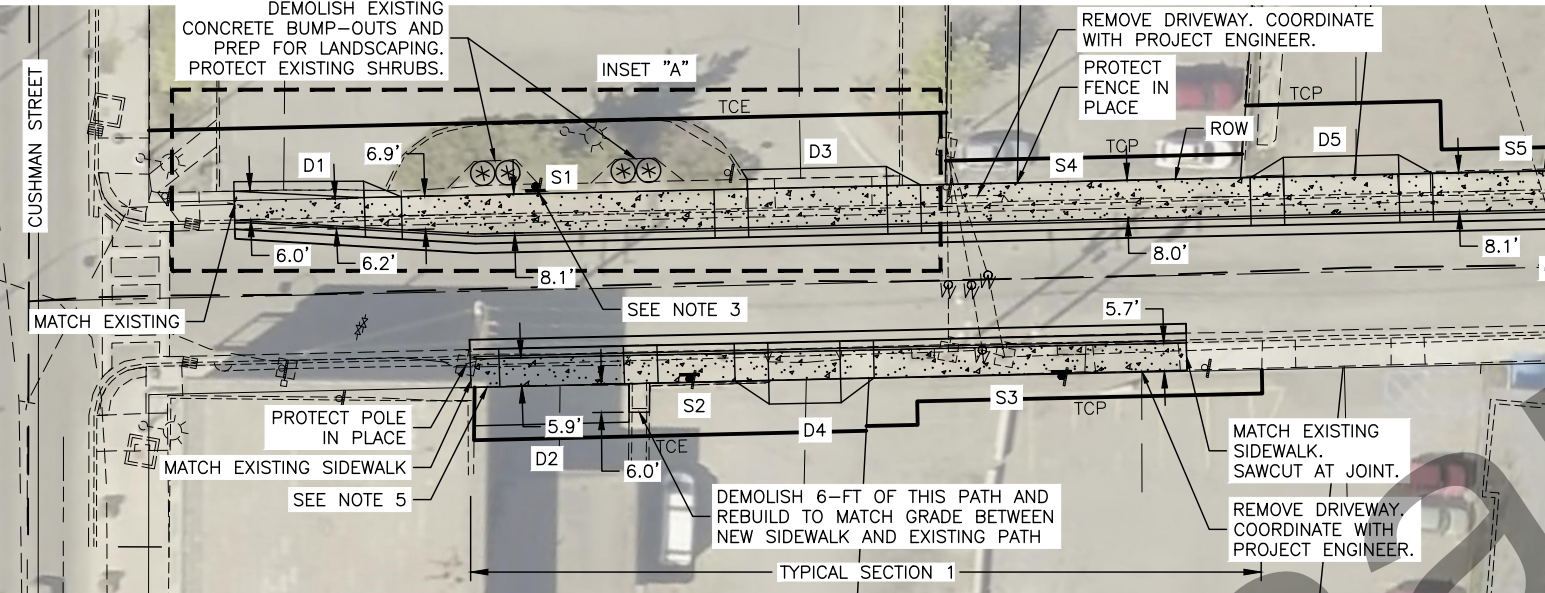 DEMOLISH EXISTING
CONCRETE BUMP-OUTS AND
PREP FOR LANDSCAPING.
PROTECT EXISTING SHRUBS.
INSET "A"
TCE
REMOVE DRIVEWAY. COORDINATE
WITH PROJECT ENGINEER.
PROTECT
FENCE IN
PLACE
TCP
TCP
ROW
CUSHMAN STREET
D1
6.9'
S1
D3
S4
D5
S5
6.0'
6.2'
8.1'
8.0'
8.1'
MATCH EXISTING
SEE NOTE 3
5.7'
PROTECT POLE
IN PLACE
5.9'
S2
D4
S3
TCP
MATCH EXISTING SIDEWALK
D2
TCE
6.0'
SEE NOTE 5
DEMOLISH 6-FT OF THIS PATH AND
REBUILD TO MATCH GRADE BETWEEN
NEW SIDEWALK AND EXISTING PATH
MATCH EXISTING
SIDEWALK.
SAWCUT AT JOINT.
REMOVE DRIVEWAY.
COORDINATE WITH
PROJECT ENGINEER.
TYPICAL SECTION 1